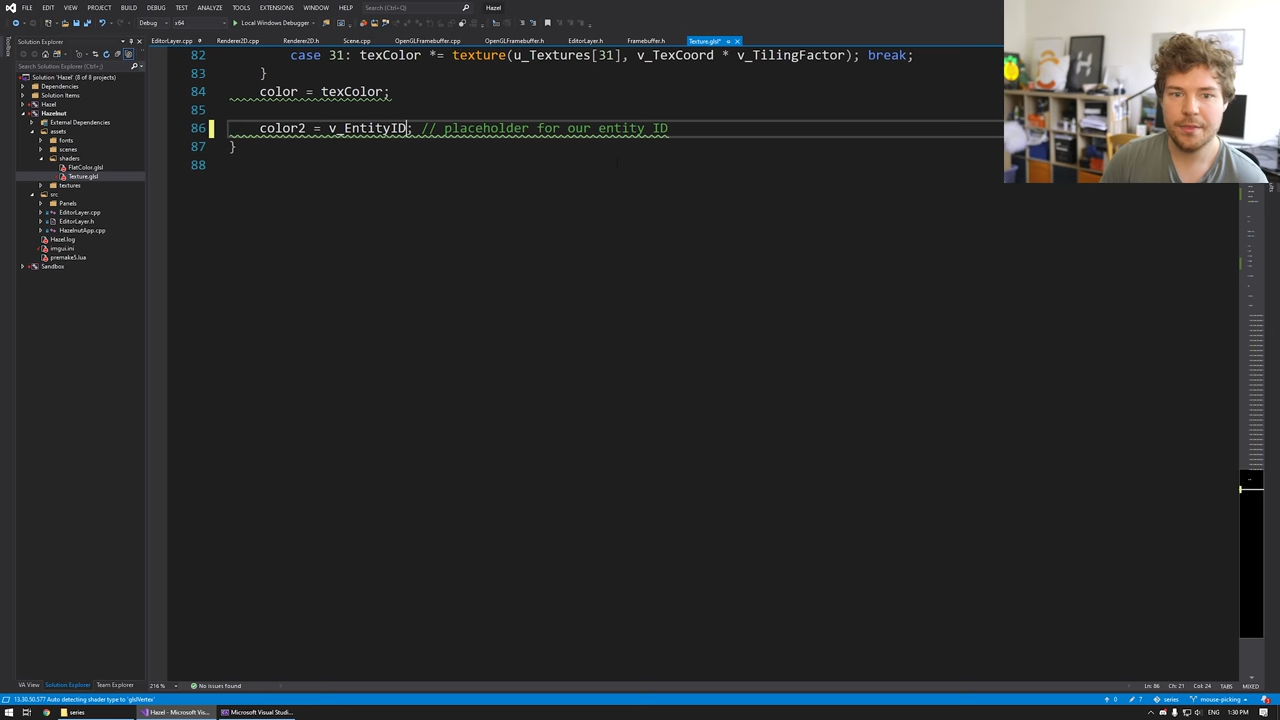 FILE EDIT VIEW PROJECT BUILD DEBUG TEST ANALYZE TOOLS EXTENSIONS WINDOW HELP Search (Ctrl+Q) Hazel
Debug x64 Local Windows Debugger
Toolbox
Solution Explorer
EditorLayer.cpp Renderer2D.cpp Renderer2D.h Scene.cpp OpenGLFramebuffer.cpp OpenGLFramebuffer.h EditorLayer.h Framebuffer.h Texture.glsl*
Search Solution Explorer (Ctrl+;)
Solution 'Hazel' (8 of 8 projects)
Dependencies
Solution Items
Hazel
Hazelnut
External Dependencies
assets
fonts
scenes
shaders
FlatColor.glsl
Texture.glsl
textures
src
Panels
EditorLayer.cpp
EditorLayer.h
HazelnutApp.cpp
Hazel.log
imgui.ini
premake5.lua
Sandbox
82 case 31: texColor *= texture(u_Textures[31], v_TexCoord * v_TilingFactor); break;
83 }
84 color = texColor;
85
86 color2 = v_EntityID; // placeholder for our entity ID
87 }
88
VA View Solution Explorer Team Explorer
216 % No issues found Ln: 86 Ch: 21 Col: 24 TABS MIXED
13.30.50.577 Auto detecting shader type to 'glslVertex' 0 7 series mouse-picking
series Hazel - Microsoft Vis... Microsoft Visual Studi... ENG 1:30 PM